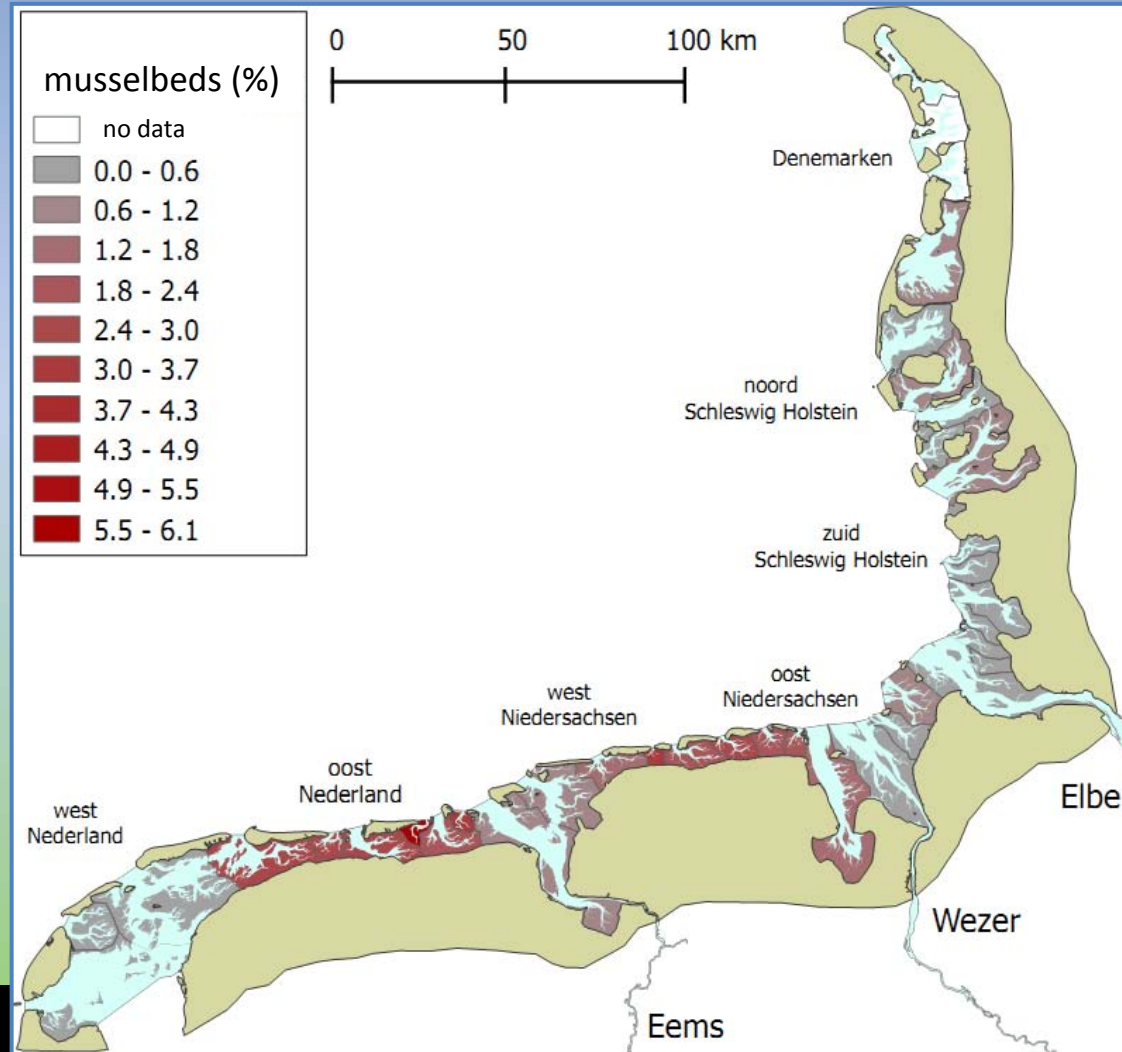 0 50 100 km
musselbeds (%)
no data
0.0 - 0.6
0.6 - 1.2
1.2 - 1.8
1.8 - 2.4
2.4 - 3.0
3.0 - 3.7
3.7 - 4.3
4.3 - 4.9
4.9 - 5.5
5.5 - 6.1
Denemarken
noord
Schleswig Holstein
zuid
Schleswig Holstein
oost
Niedersachsen
west
Niedersachsen
oost
Nederland
west
Nederland
Elbe
Wezer
Eems